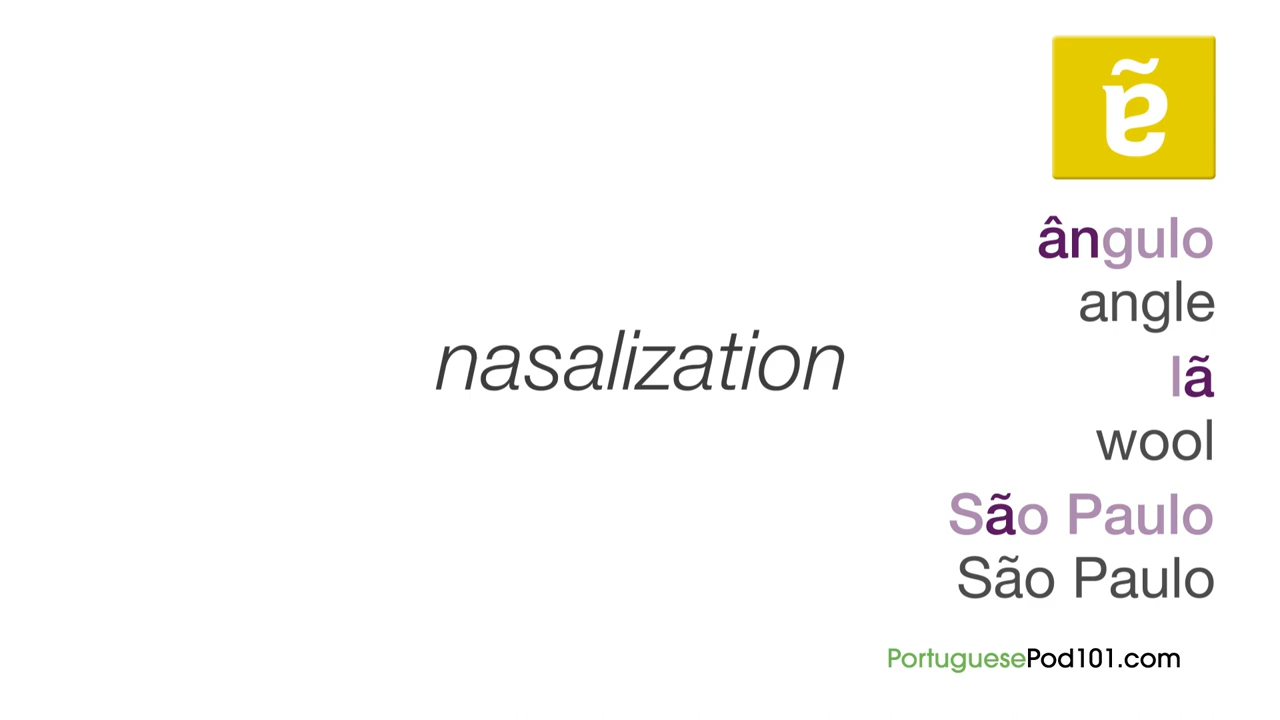 ɐ̃
ângulo
angle
lã
wool
nasalization
São Paulo
São Paulo
PortuguesePod101.com